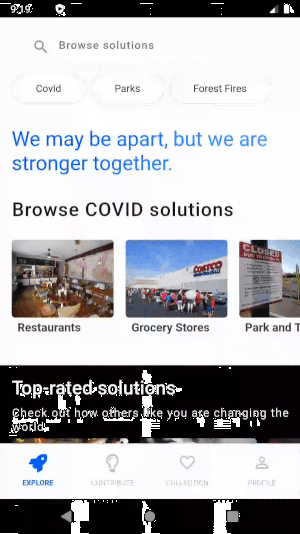 9:19
Browse solutions
Covid Parks Forest Fires
We may be apart, but we are
stronger together.
Browse COVID solutions
COSTCO
CLOSED
Restaurants Grocery Stores Park and T
Top-rated solutions
Check out how others like you are changing the
world.
EXPLORE CONTRIBUTE COLLECTION PROFILE